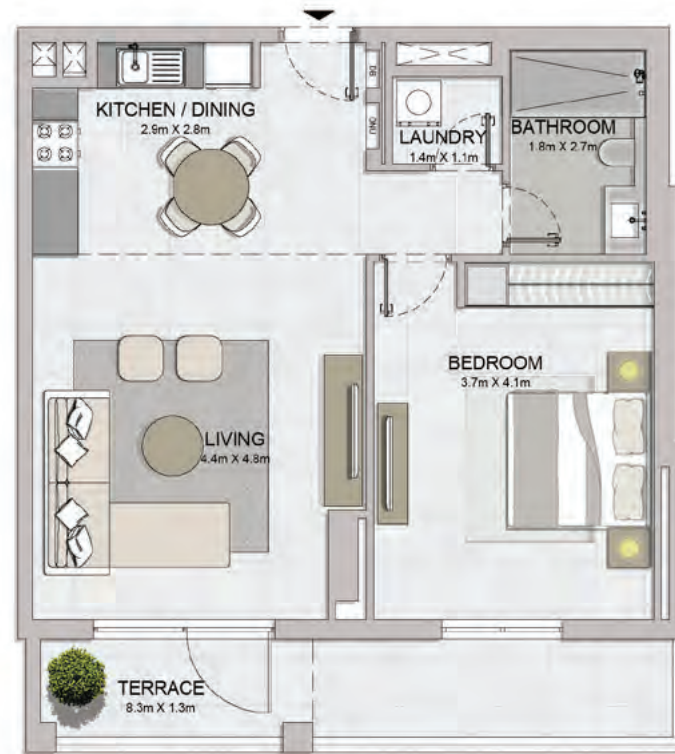 KITCHEN / DINING
2.9m X 2.8m
DB
ONU
LAUNDRY
1.4m X 1.1m
BATHROOM
1.8m X 2.7m
BEDROOM
3.7m X 4.1m
LIVING
4.4m X 4.8m
TERRACE
8.3m X 1.3m